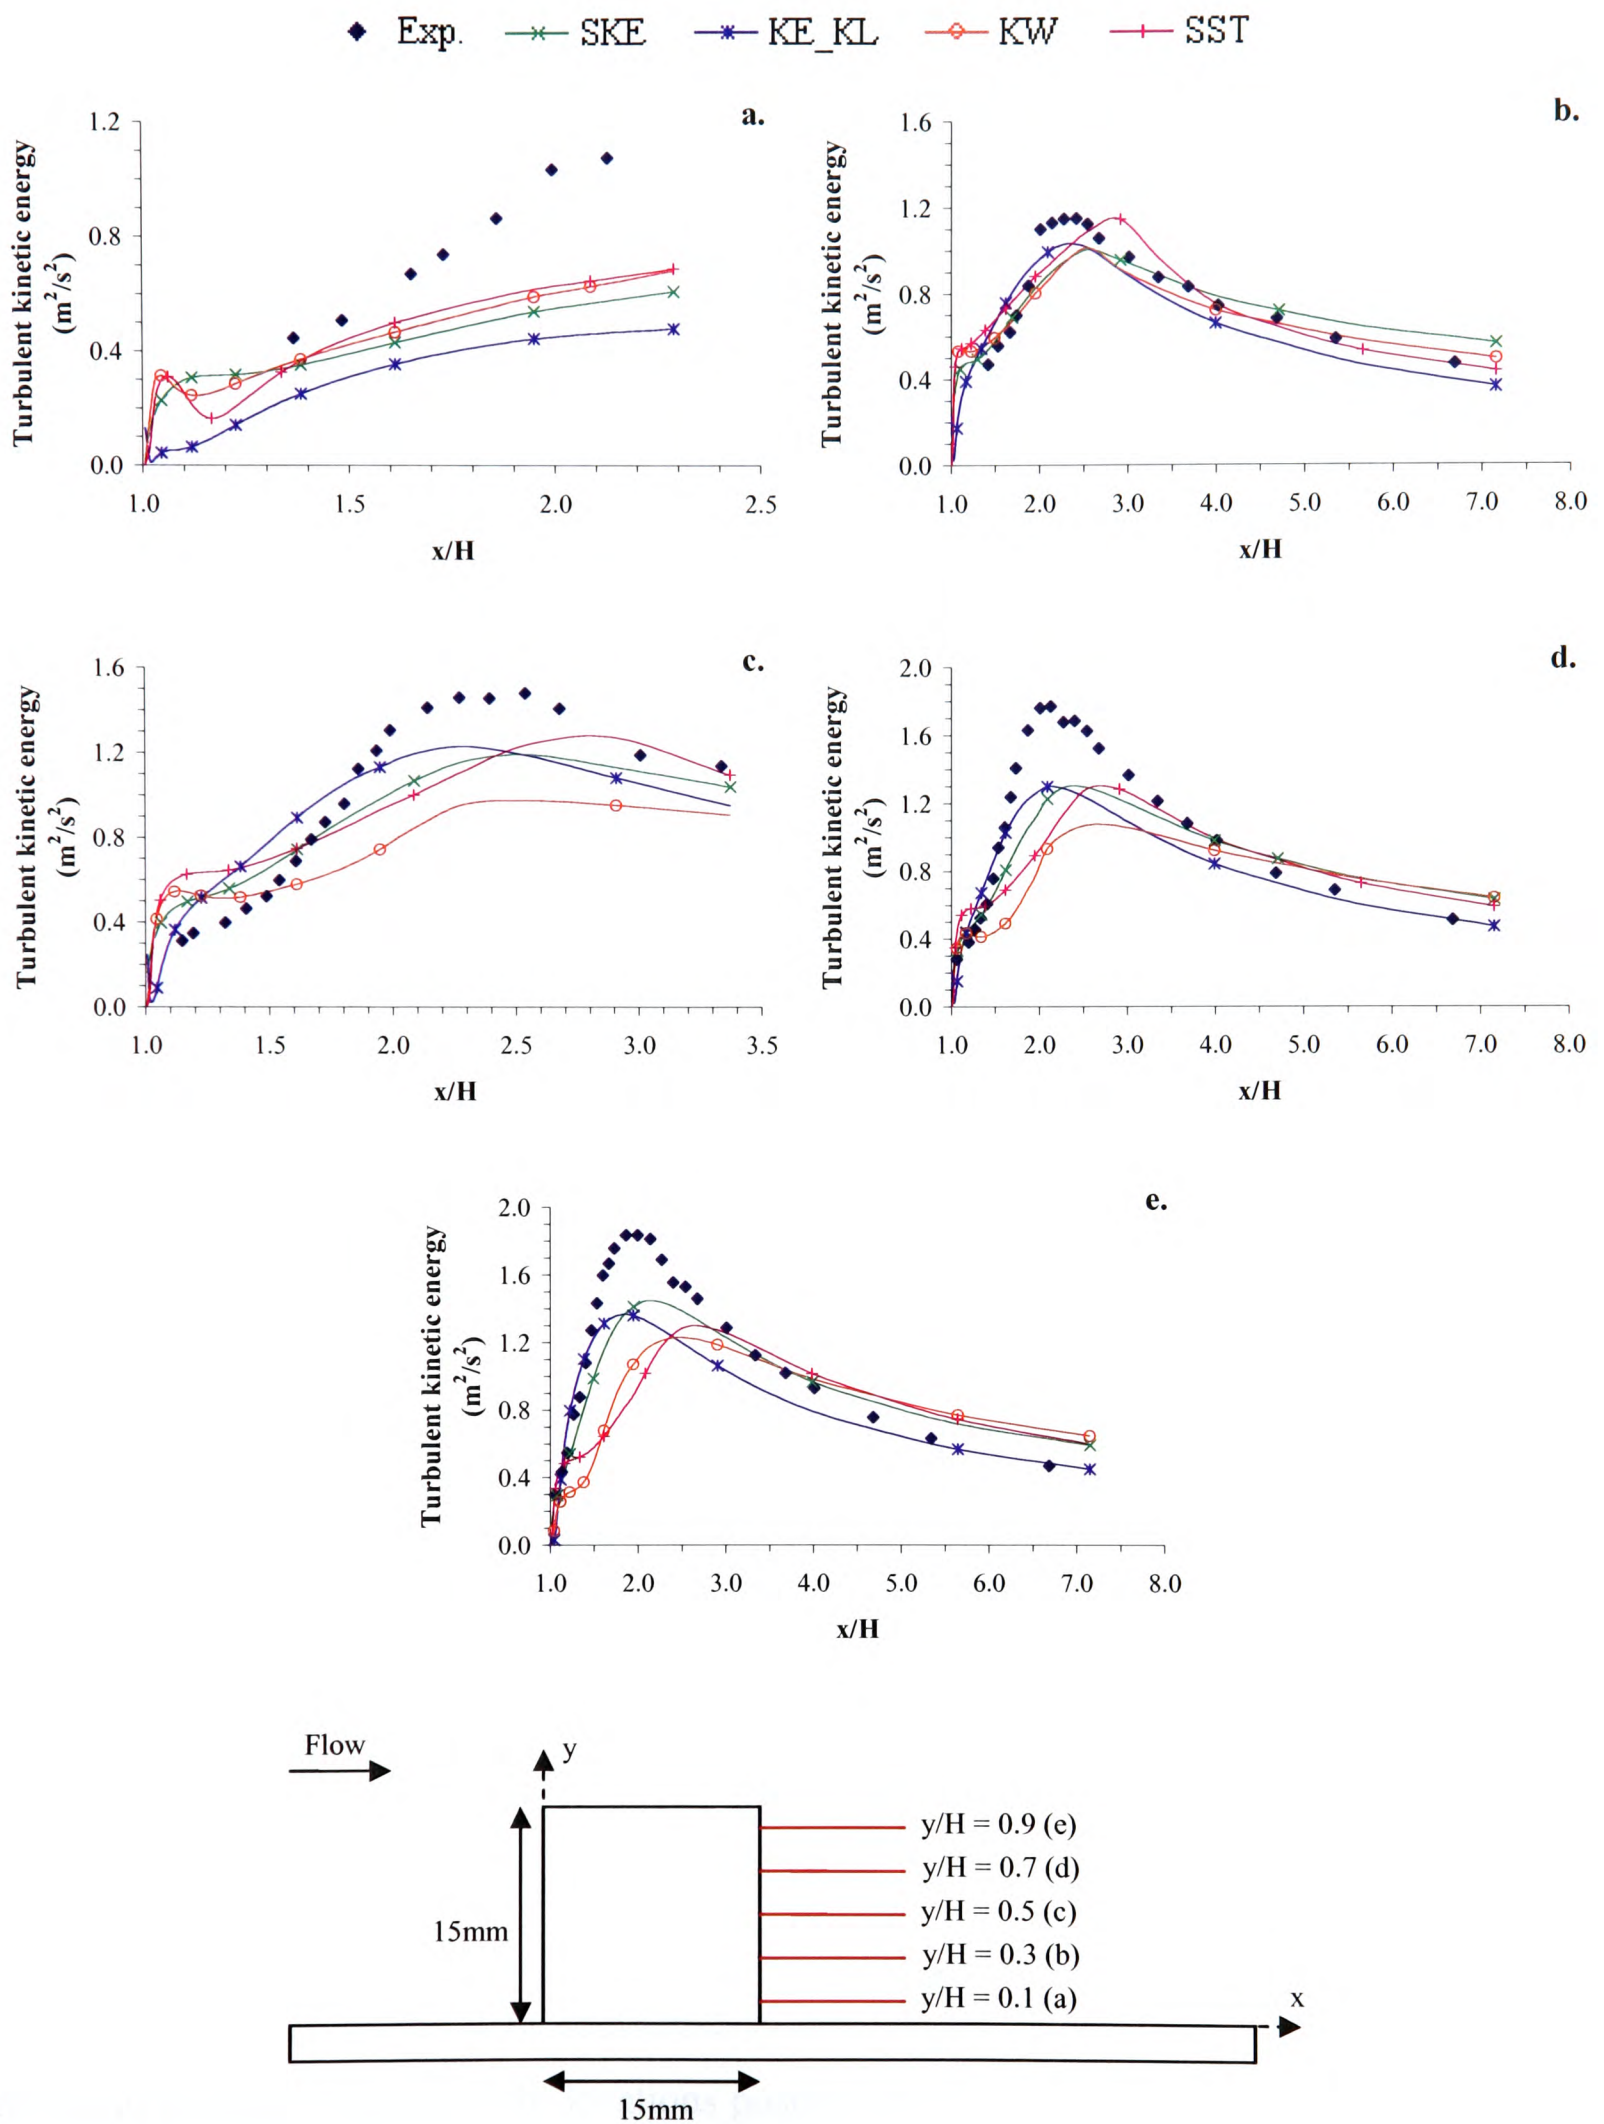 Exp. SKE KE_KL KW SST
a.
Turbulent kinetic energy
(m²/s²)
1.2
0.8
0.4
0.0
1.0 1.5 2.0 2.5
x/H
b.
Turbulent kinetic energy
(m²/s²)
1.6
1.2
0.8
0.4
0.0
1.0 2.0 3.0 4.0 5.0 6.0 7.0 8.0
x/H
c.
Turbulent kinetic energy
(m²/s²)
1.6
1.2
0.8
0.4
0.0
1.0 1.5 2.0 2.5 3.0 3.5
x/H
d.
Turbulent kinetic energy
(m²/s²)
2.0
1.6
1.2
0.8
0.4
0.0
1.0 2.0 3.0 4.0 5.0 6.0 7.0 8.0
x/H
e.
Turbulent kinetic energy
(m²/s²)
2.0
1.6
1.2
0.8
0.4
0.0
1.0 2.0 3.0 4.0 5.0 6.0 7.0 8.0
x/H
Flow
y
y/H = 0.9 (e)
y/H = 0.7 (d)
y/H = 0.5 (c)
y/H = 0.3 (b)
y/H = 0.1 (a)
15mm
x
15mm